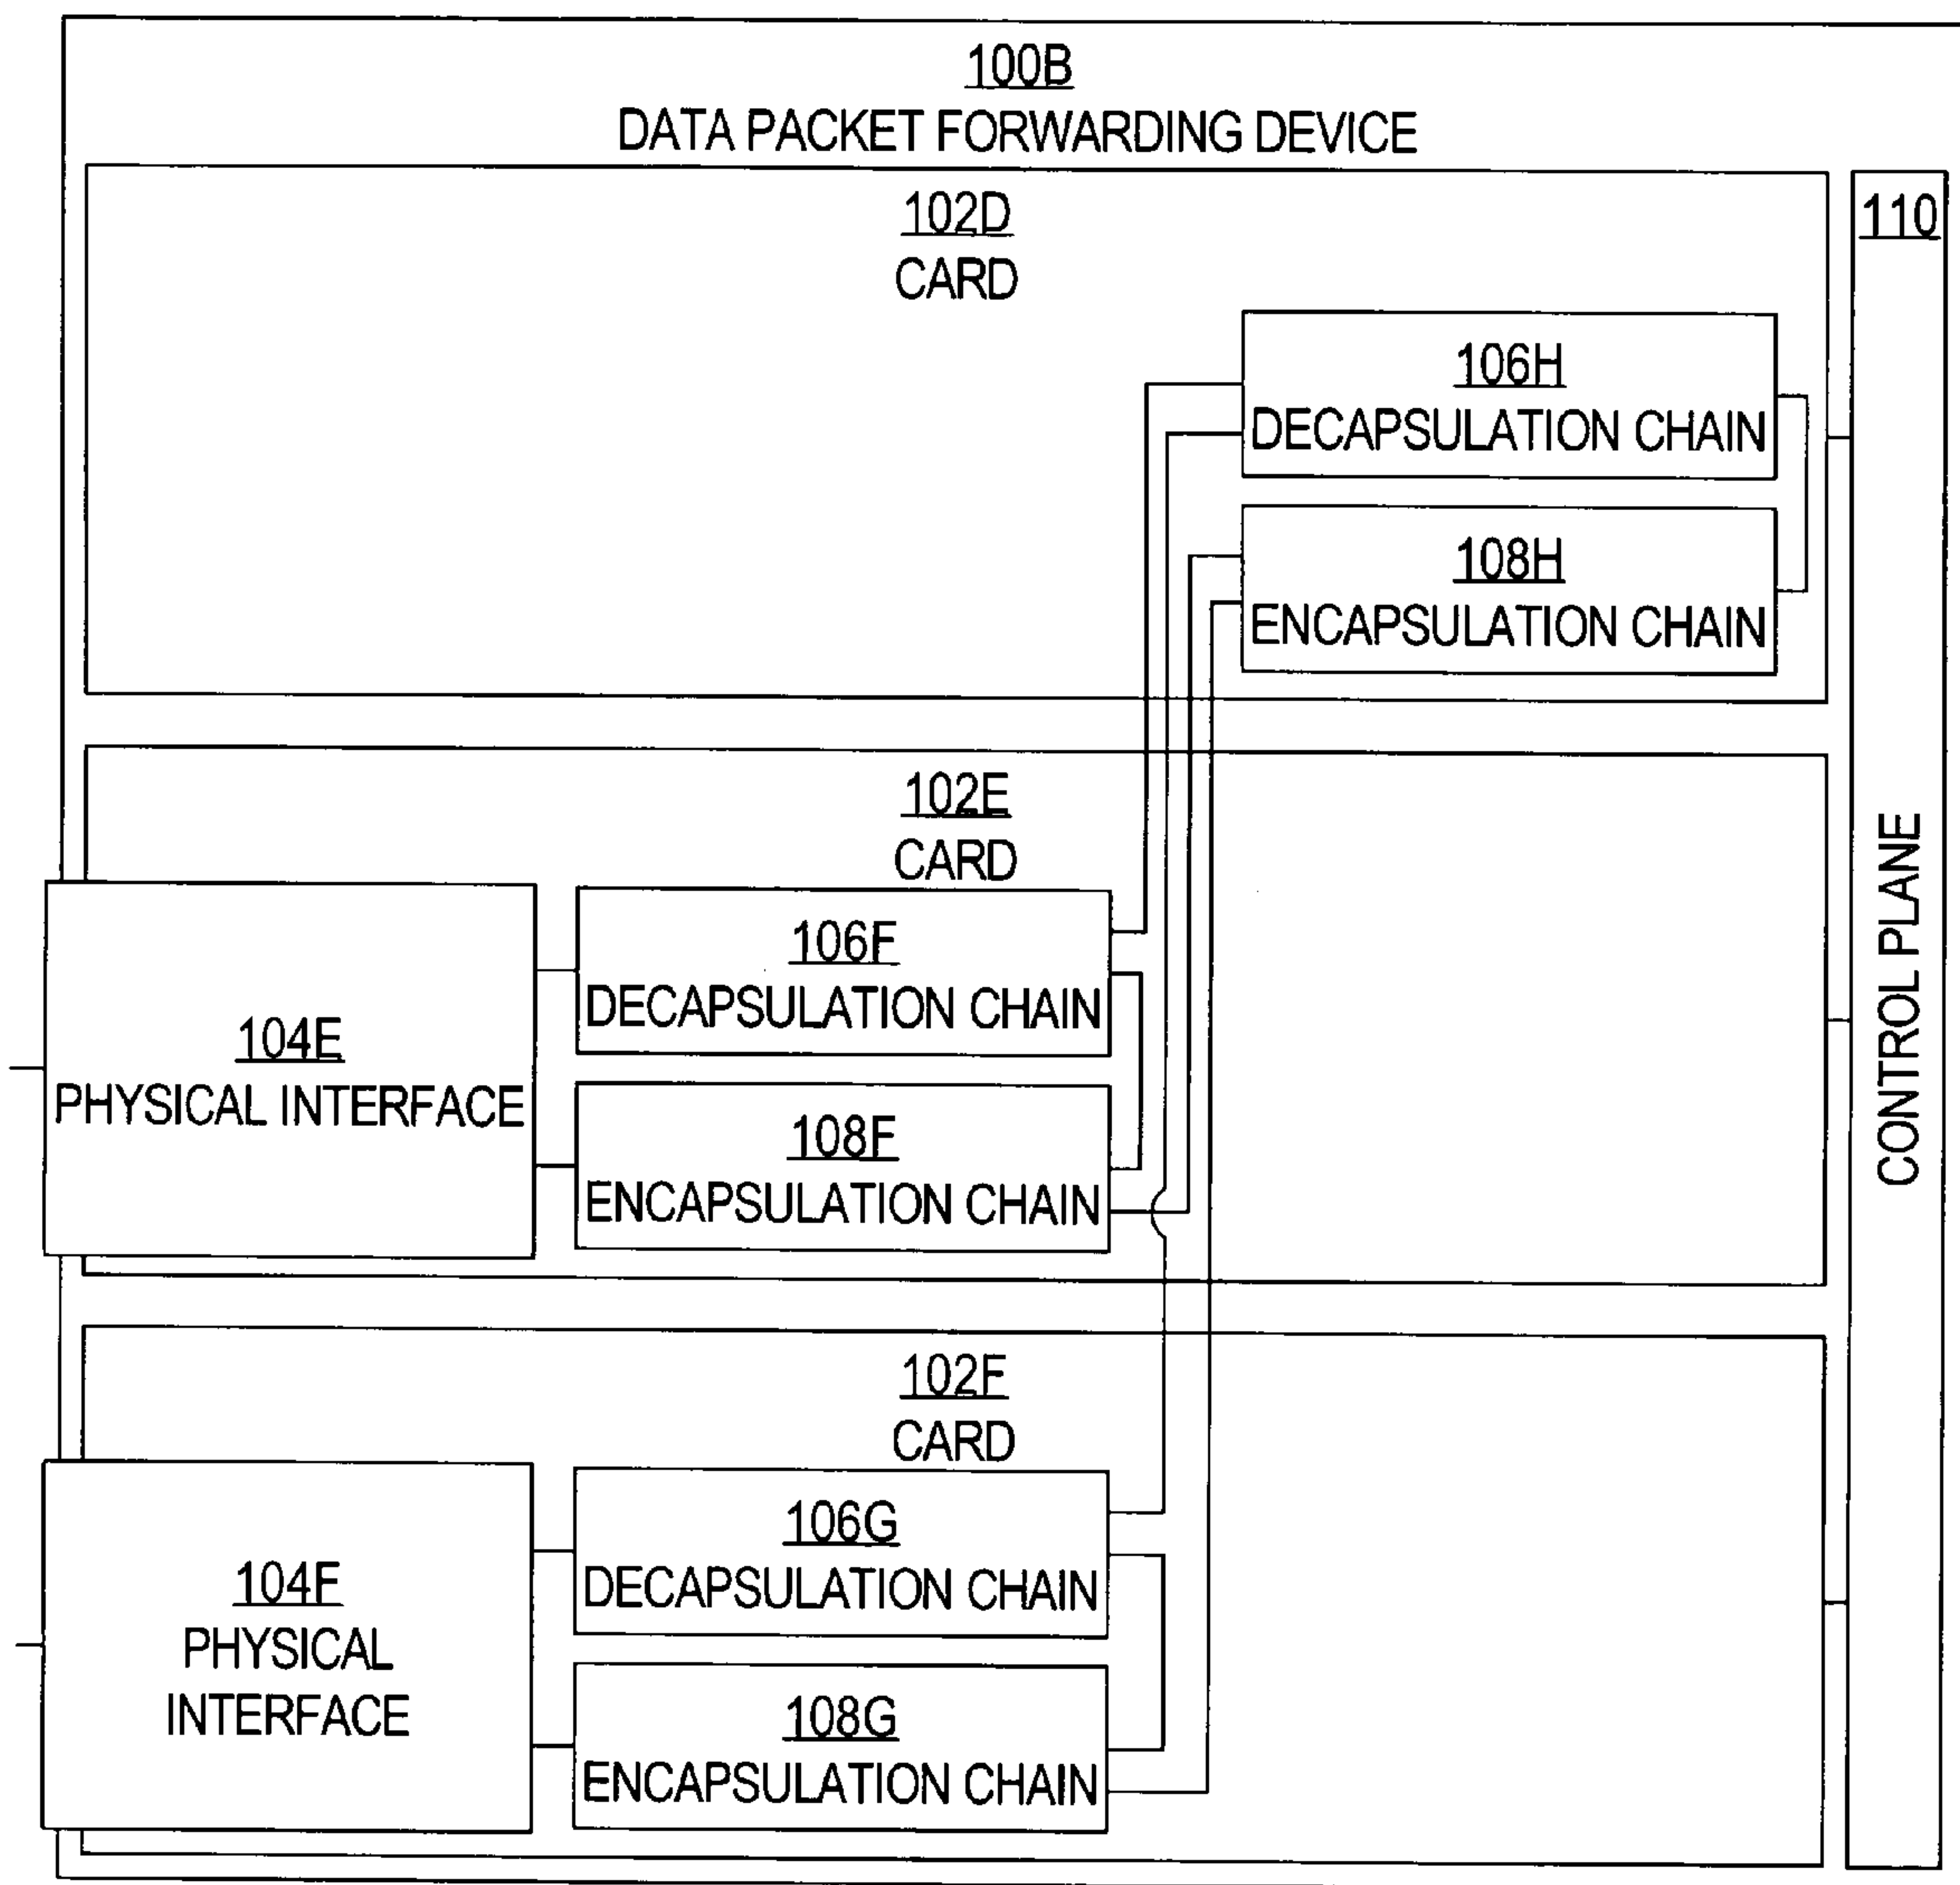 100B
DATA PACKET FORWARDING DEVICE
102D
CARD
110
CONTROL PLANE
106H
DECAPSULATION CHAIN
108H
ENCAPSULATION CHAIN
102E
CARD
104E
PHYSICAL INTERFACE
106F
DECAPSULATION CHAIN
108F
ENCAPSULATION CHAIN
102F
CARD
104F
PHYSICAL
INTERFACE
106G
DECAPSULATION CHAIN
108G
ENCAPSULATION CHAIN